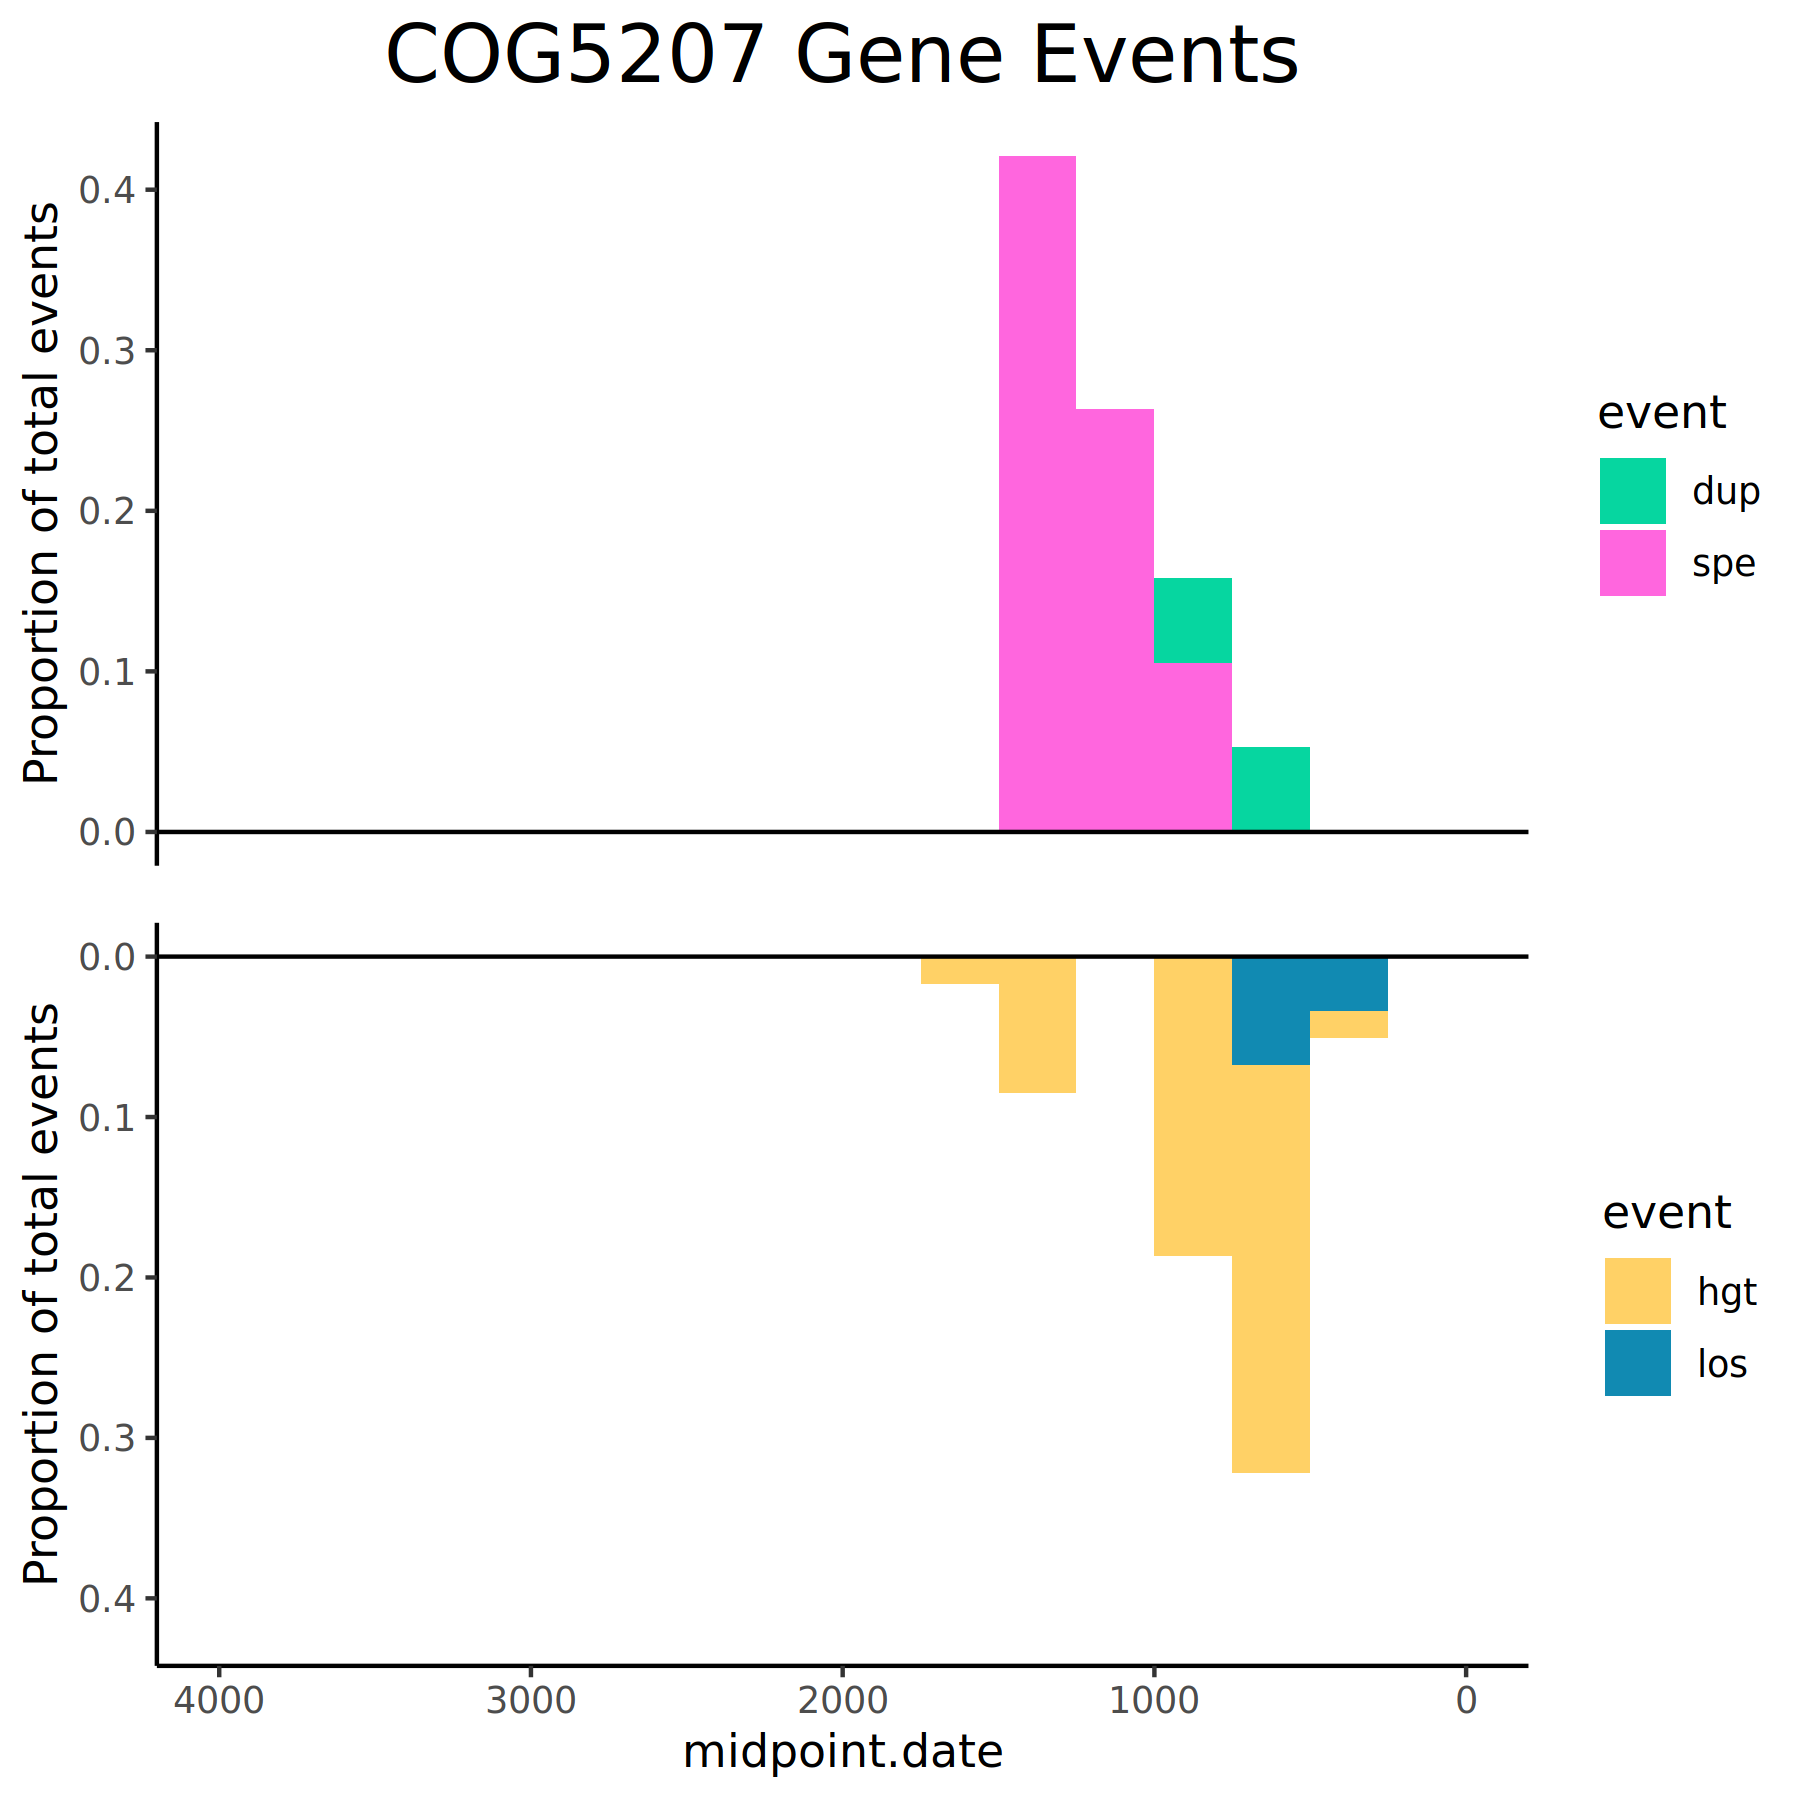 COG5207 Gene Events
Proportion of total events
0.4
0.3
0.2
0.1
0.0
event
dup
spe
Proportion of total events
0.0
0.1
0.2
0.3
0.4
event
hgt
los
4000 3000 2000 1000 0
midpoint.date